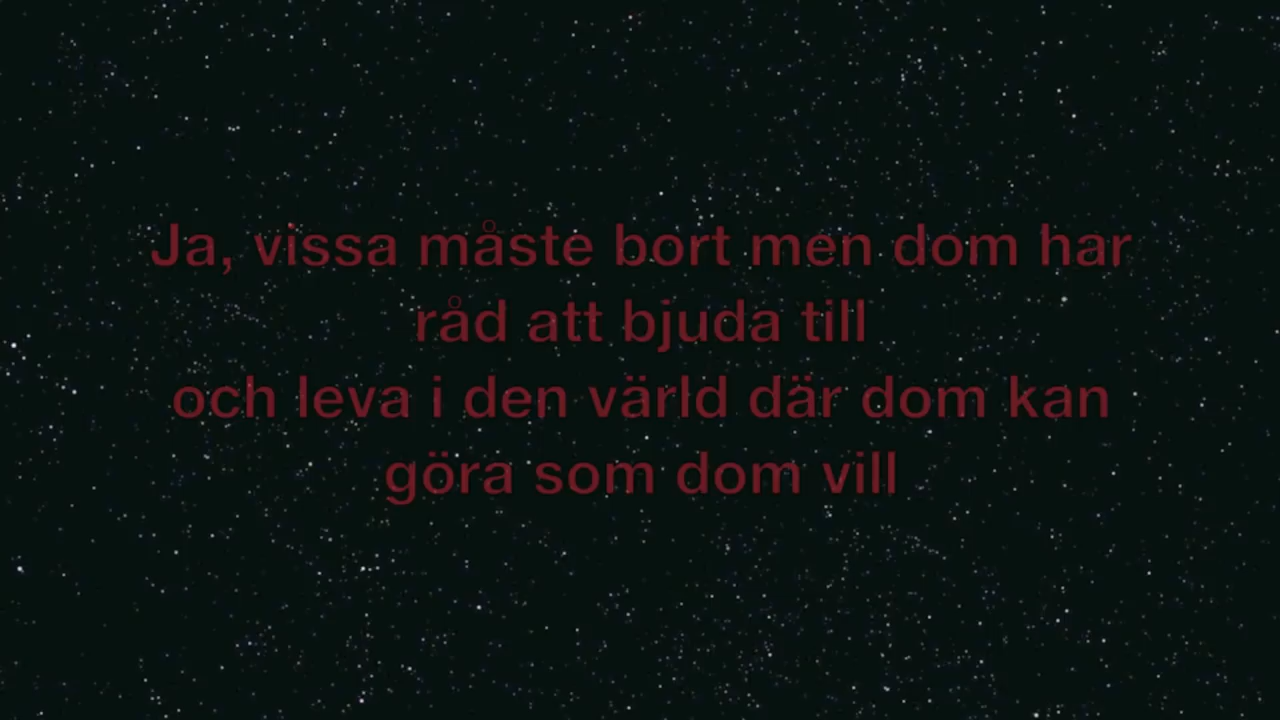 Ja, vissa måste bort men dom har
råd att bjuda till
och leva i den värld där dom kan
göra som dom vill